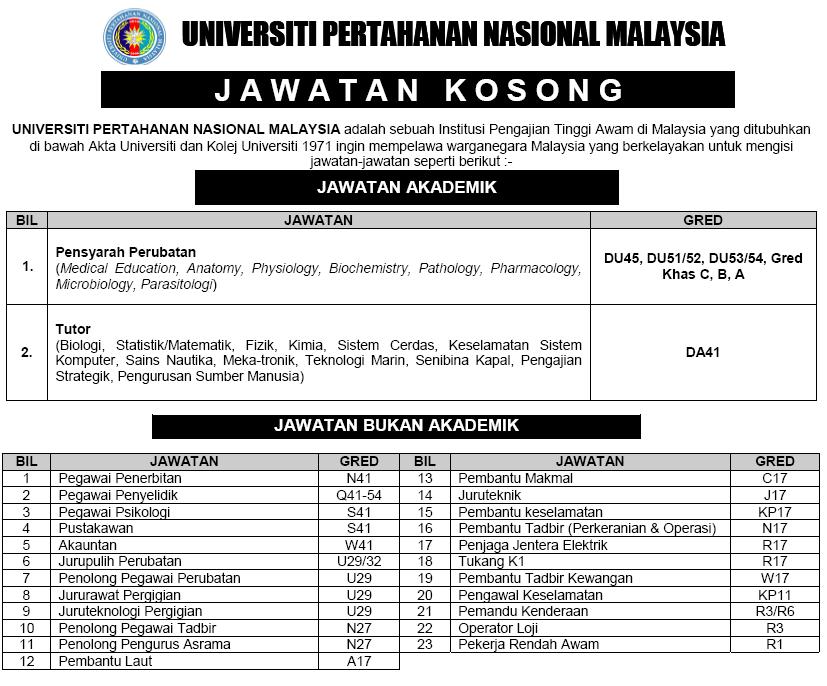 UNIVERSITI PERTAHANAN NASIONAL MALAYSIA
JAWATAN KOSONG
UNIVERSITI PERTAHANAN NASIONAL MALAYSIA adalah sebuah Institusi Pengajian Tinggi Awam di Malaysia yang ditubuhkan
di bawah Akta Universiti dan Kolej Universiti 1971 ingin mempelawa warganegara Malaysia yang berkelayakan untuk mengisi
jawatan-jawatan seperti berikut :-
JAWATAN AKADEMIK
BIL JAWATAN GRED
1. Pensyarah Perubatan
(Medical Education, Anatomy, Physiology, Biochemistry, Pathology, Pharmacology,
Microbiology, Parasitologi)
DU45, DU51/52, DU53/54, Gred
Khas C, B, A
2. Tutor
(Biologi, Statistik/Matematik, Fizik, Kimia, Sistem Cerdas, Keselamatan Sistem
Komputer, Sains Nautika, Meka-tronik, Teknologi Marin, Senibina Kapal, Pengajian
Strategik, Pengurusan Sumber Manusia)
DA41
JAWATAN BUKAN AKADEMIK
BIL JAWATAN GRED BIL JAWATAN GRED
1 Pegawai Penerbitan N41 13 Pembantu Makmal C17
2 Pegawai Penyelidik Q41-54 14 Juruteknik J17
3 Pegawai Psikologi S41 15 Pembantu keselamatan KP17
4 Pustakawan S41 16 Pembantu Tadbir (Perkeranian & Operasi) N17
5 Akauntan W41 17 Penjaga Jentera Elektrik R17
6 Jurupulih Perubatan U29/32 18 Tukang K1 R17
7 Penolong Pegawai Perubatan U29 19 Pembantu Tadbir Kewangan W17
8 Jururawat Pergigian U29 20 Pengawal Keselamatan KP11
9 Juruteknologi Pergigian U29 21 Pemandu Kenderaan R3/R6
10 Penolong Pegawai Tadbir N27 22 Operator Loji R3
11 Penolong Pengurus Asrama N27 23 Pekerja Rendah Awam R1
12 Pembantu Laut A17